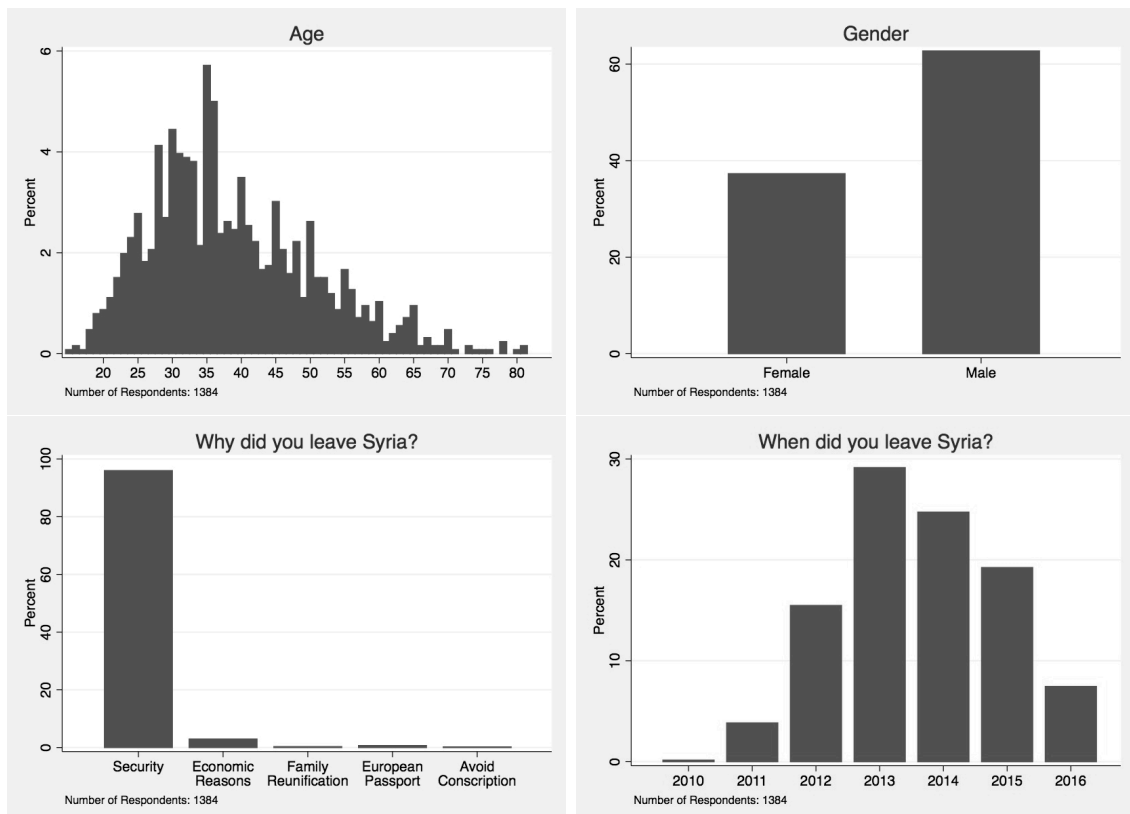 Age
6
4
2
0
Percent
20 25 30 35 40 45 50 55 60 65 70 75 80
Number of Respondents: 1384
Gender
60
40
20
0
Percent
Female Male
Number of Respondents: 1384
Why did you leave Syria?
100
80
60
40
20
0
Percent
Security Economic Family European Avoid
Reasons Reunification Passport Conscription
Number of Respondents: 1384
When did you leave Syria?
30
20
10
0
Percent
2010 2011 2012 2013 2014 2015 2016
Number of Respondents: 1384